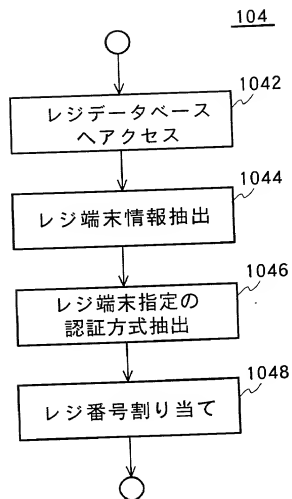 104
1042
レジデータベース
へアクセス
1044
レジ端末情報抽出
1046
レジ端末指定の
認証方式抽出
1048
レジ番号割り当て